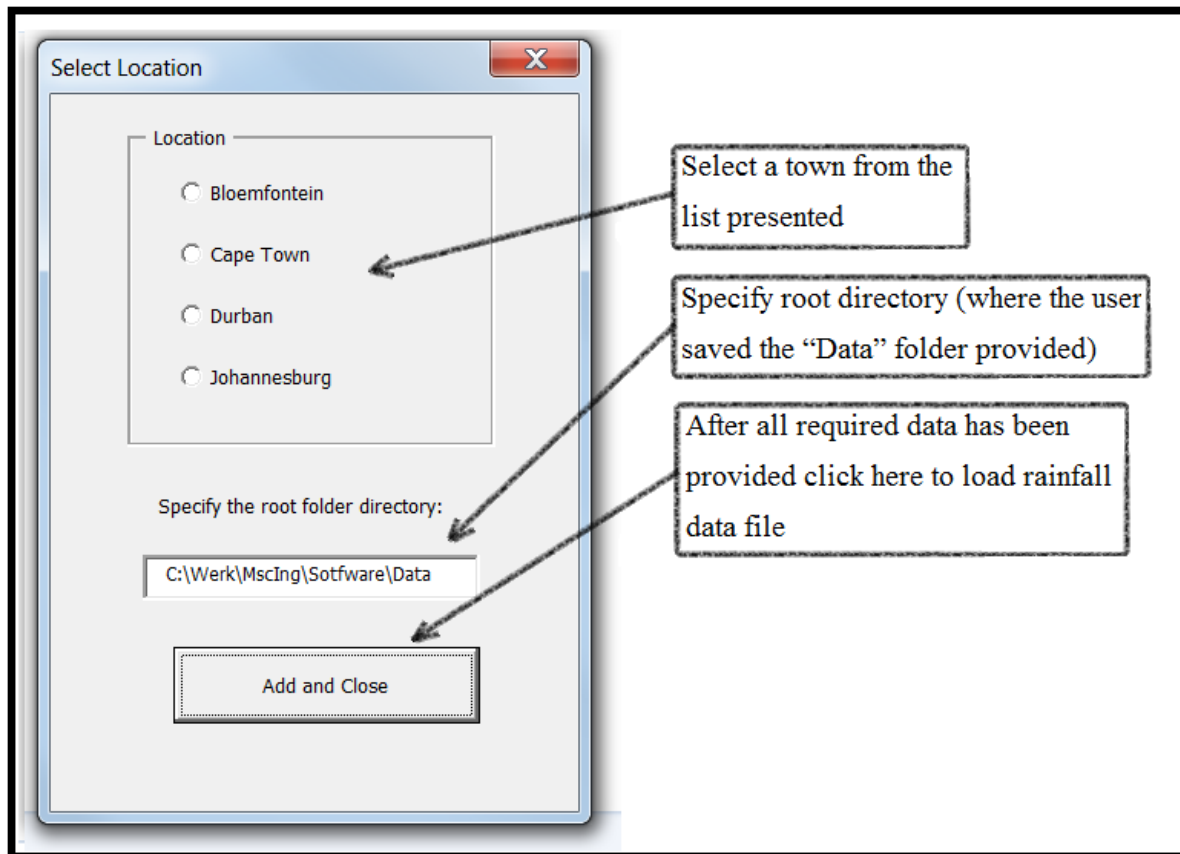 Select Location
X
Location
Bloemfontein
Cape Town
Durban
Johannesburg
Specify the root folder directory:
C:\Werk\MscIng\Sotfware\Data
Add and Close
Select a town from the
list presented
Specify root directory (where the user
saved the “Data” folder provided)
After all required data has been
provided click here to load rainfall
data file